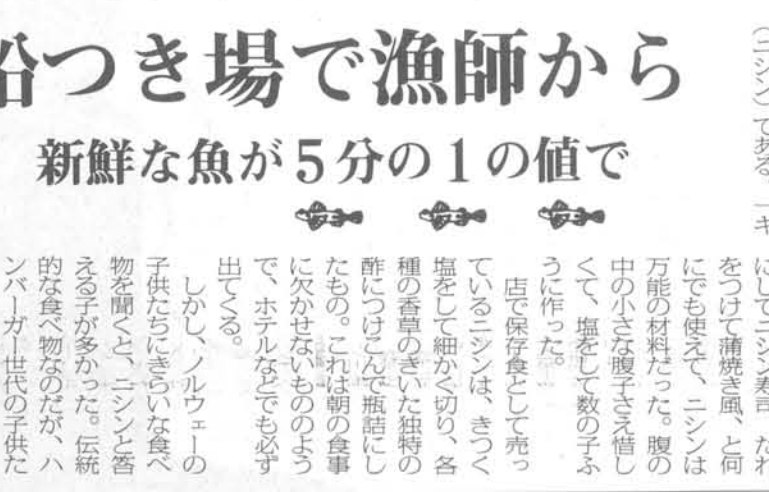 船つき場で漁師から
新鮮な魚が5分の1の値で
（ニシン）である。一キ
にしてニシン寿司、たれ
をつけて蒲焼き風、と何
にでも使えて、ニシンは
万能の材料だった。腹の
中の小さな腹子さえ惜し
くて、塩をして数の子ふ
うに作った。
店で保存食として売っ
ているニシンは、きつく
塩をして細かく切り、各
種の香草のきいた独特の
酢につけこんで瓶詰にし
たもの。これは朝の食事
に欠かせないもののよう
で、ホテルなどでも必ず
出てくる。
しかし、ノルウェーの
子供たちにきらいな食べ
物を聞くと、ニシンと答
える子が多かった。伝統
的な食べ物なのだが、ハ
ンバーガー世代の子供た